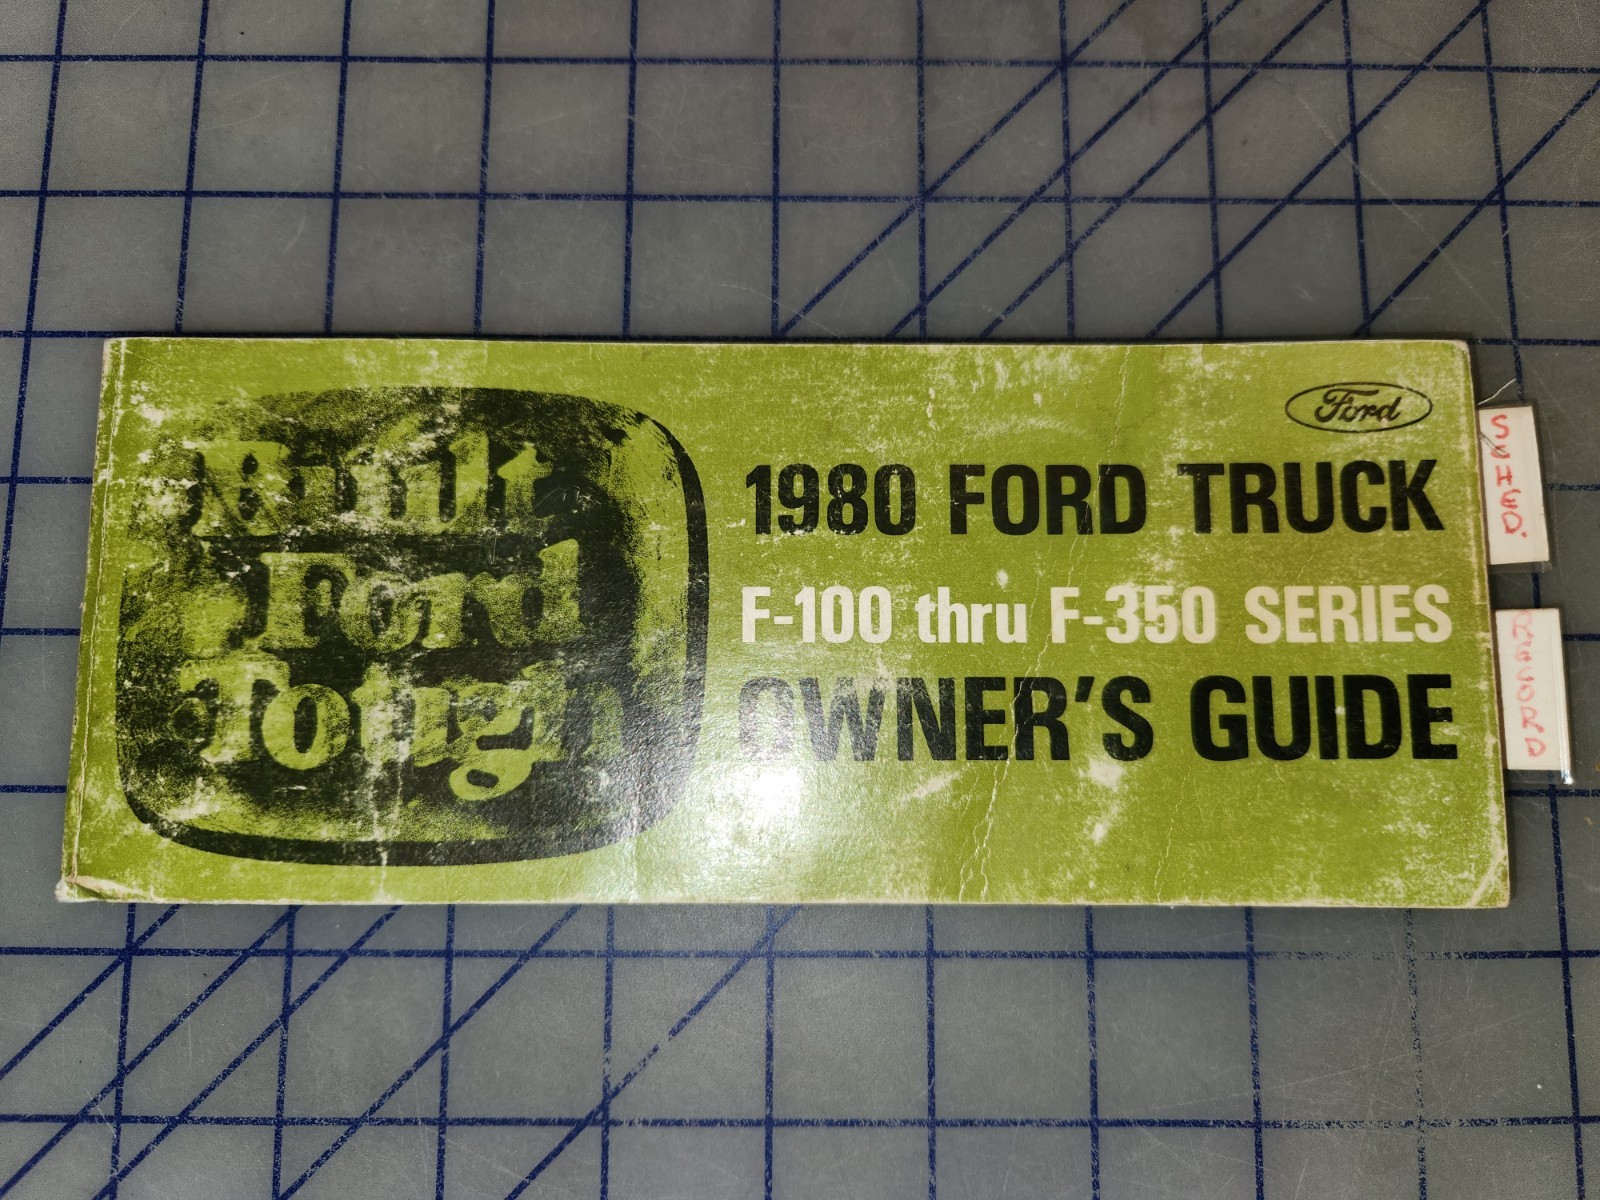 Built
Ford
Tough
Ford
1980 FORD TRUCK
F-100 thru F-350 SERIES
OWNER'S GUIDE
SCHED.
RECORD